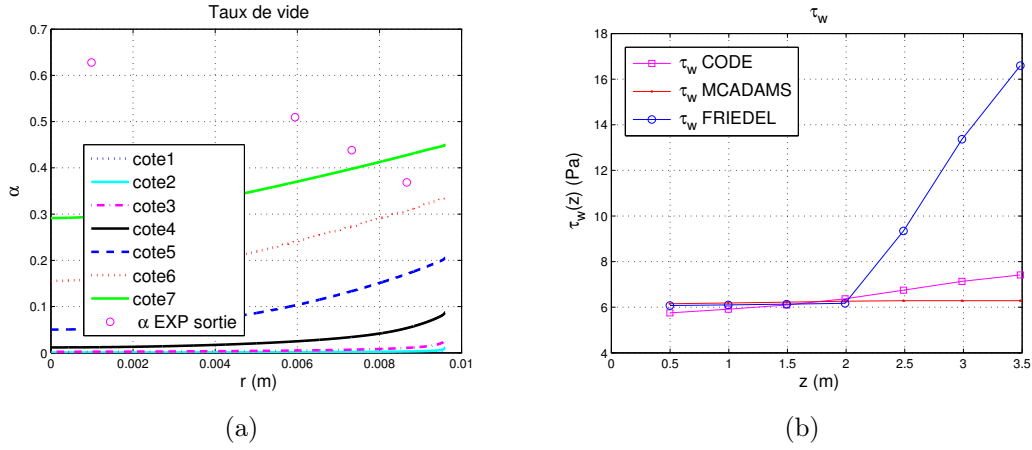 Taux de vide
0.7
0.6
0.5
0.4
0.3
0.2
0.1
0
α
cote1
cote2
cote3
cote4
cote5
cote6
cote7
α EXP sortie
0 0.002 0.004 0.006 0.008 0.01
r (m)
(a)
τw
18
16
14
12
10
8
6
4
τw(z) (Pa)
τw CODE
τw MCADAMS
τw FRIEDEL
0 0.5 1 1.5 2 2.5 3 3.5
z (m)
(b)